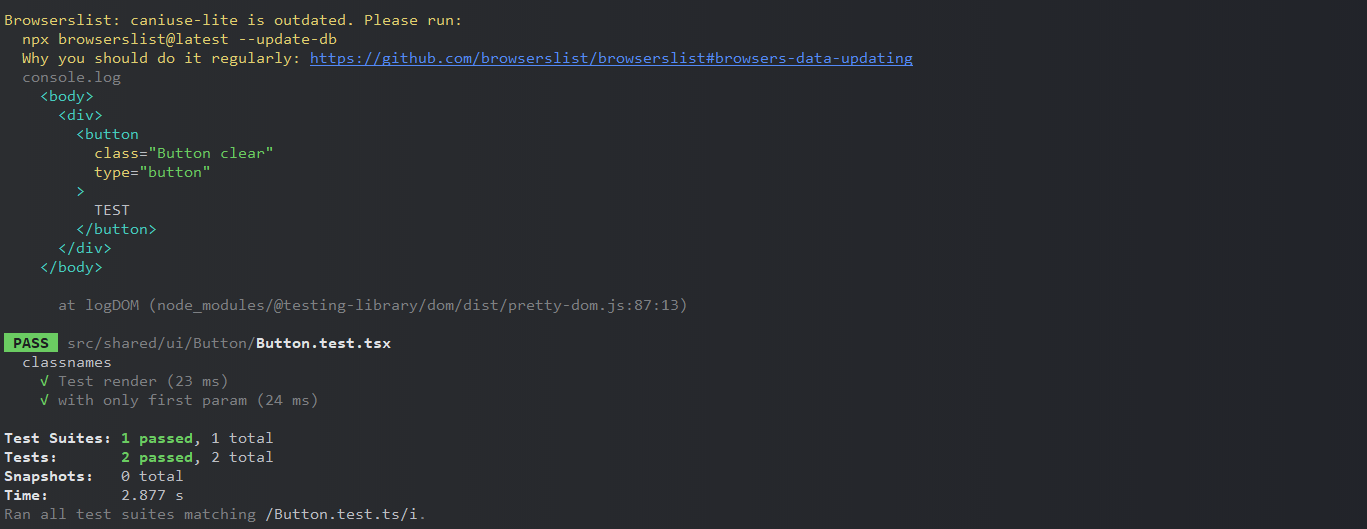 Browserslist: caniuse-lite is outdated. Please run:
npx browserslist@latest --update-db
Why you should do it regularly: https://github.com/browserslist/browserslist#browsers-data-updating
console.log
<body>
<div>
<button
class="Button clear"
type="button"
>
TEST
</button>
</div>
</body>
at logDOM (node_modules/@testing-library/dom/dist/pretty-dom.js:87:13)
PASS src/shared/ui/Button/Button.test.tsx
classnames
√ Test render (23 ms)
√ with only first param (24 ms)
Test Suites: 1 passed, 1 total
Tests: 2 passed, 2 total
Snapshots: 0 total
Time: 2.877 s
Ran all test suites matching /Button.test.ts/i.